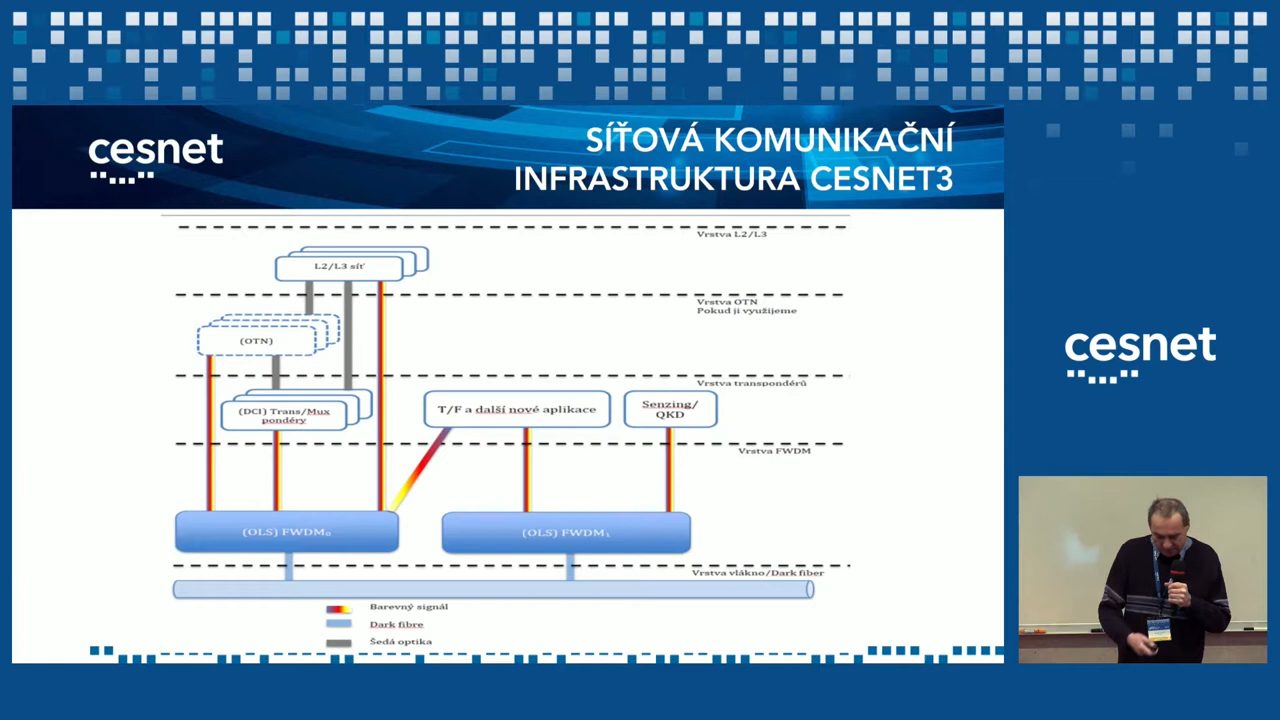 cesnet
SÍŤOVÁ KOMUNIKAČNÍ
INFRASTRUKTURA CESNET3
Vrstva L2/L3
L2/L3 síť
Vrstva OTN
Pokud ji využijeme
(OTN)
Vrstva transpondérů
(DCI) Trans/Mux
pondéry
T/F a další nové aplikace
Senzing/
QKD
Vrstva FWDM
(OLS) FWDM₀
(OLS) FWDM₁
Vrstva vlákno/Dark fiber
Barevný signál
Dark fibre
Šedá optika
cesnet